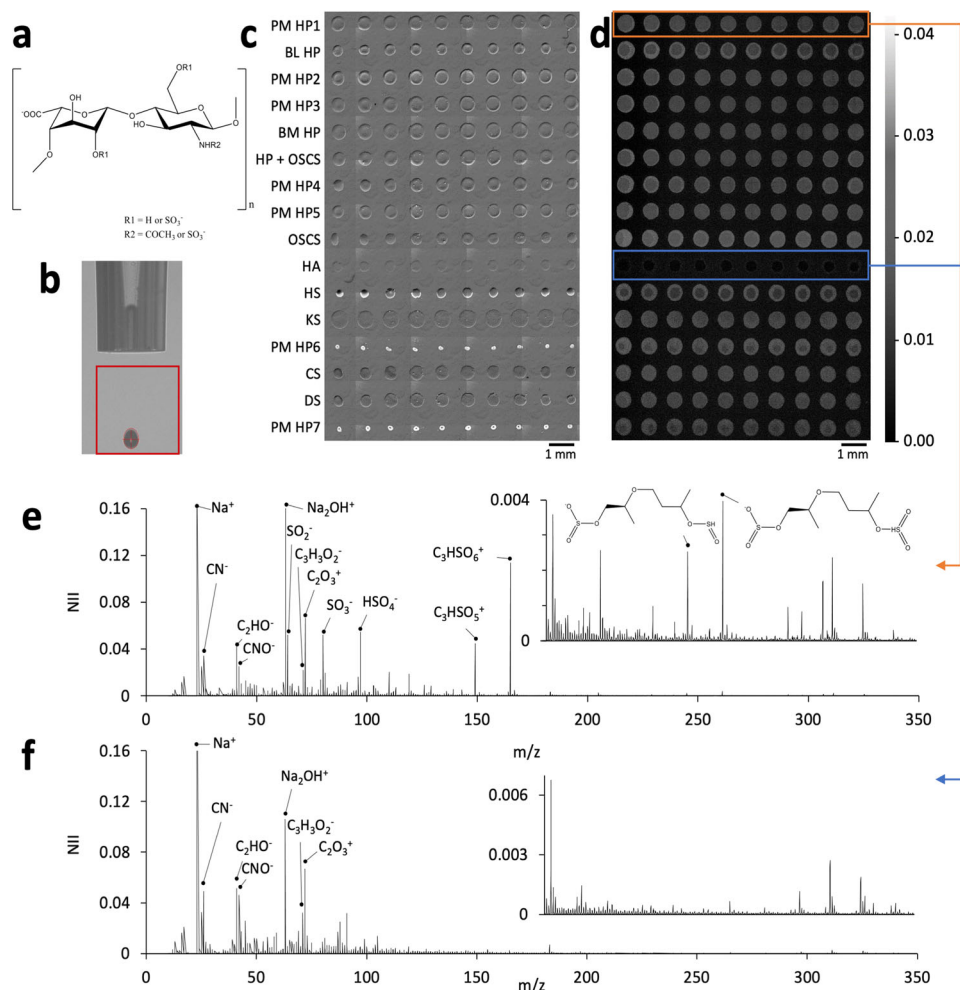 a
OR1
OH
⁻OOC
O
O
O
HO
O
OR1
NHR2
n
R1 = H or SO₃⁻
R2 = COCH₃ or SO₃⁻
b
c
PM HP1
BL HP
PM HP2
PM HP3
BM HP
HP + OSCS
PM HP4
PM HP5
OSCS
HA
HS
KS
PM HP6
CS
DS
PM HP7
1 mm
d
0.04
0.03
0.02
0.01
0.00
1 mm
e
NII
0.16
0.12
0.08
0.04
0
Na⁺
CN⁻
C₂HO⁻
CNO⁻
Na₂OH⁺
SO₂⁻
C₃H₃O₂⁻
C₂O₃⁺
SO₃⁻
HSO₄⁻
C₃HSO₆⁺
C₃HSO₅⁺
0.004
0
⁻O
S
O
O
O
O
SH
O
⁻O
S
O
O
O
O
HS
O
O
0 50 100 150 200 250 300 350
m/z
f
NII
0.16
0.12
0.08
0.04
0
Na⁺
CN⁻
C₂HO⁻
CNO⁻
Na₂OH⁺
C₃H₃O₂⁻
C₂O₃⁺
0.006
0.003
0
0 50 100 150 200 250 300 350
m/z